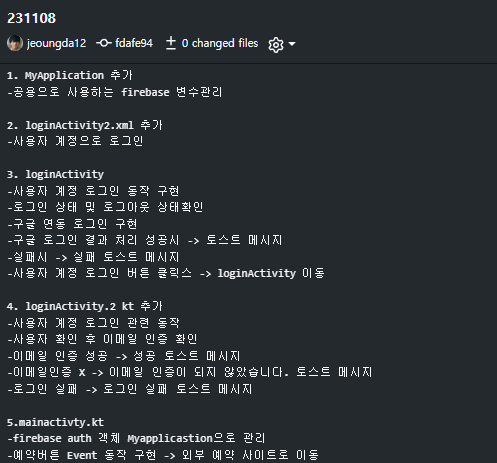 231108
jeoungda12 fdafe94 0 changed files
1. MyApplication 추가
-공용으로 사용하는 firebase 변수관리
2. loginActivity2.xml 추가
-사용자 계정으로 로그인
3. loginActivity
-사용자 계정 로그인 동작 구현
-로그인 상태 및 로그아웃 상태확인
-구글 연동 로그인 구현
-구글 로그인 결과 처리 성공시 -> 토스트 메시지
-실패시 -> 실패 토스트 메시지
-사용자 계정 로그인 버튼 클릭스 -> loginActivity 이동
4. loginActivity.2 kt 추가
-사용자 계정 로그인 관련 동작
-사용자 확인 후 이메일 인증 확인
-이메일 인증 성공 -> 성공 토스트 메시지
-이메일인증 X -> 이메일 인증이 되지 않았습니다. 토스트 메시지
-로그인 실패 -> 로그인 실패 토스트 메시지
5.mainactivty.kt
-firebase auth 객체 Myapplicastion으로 관리
-예약버튼 Event 동작 구현 -> 외부 예약 사이트로 이동